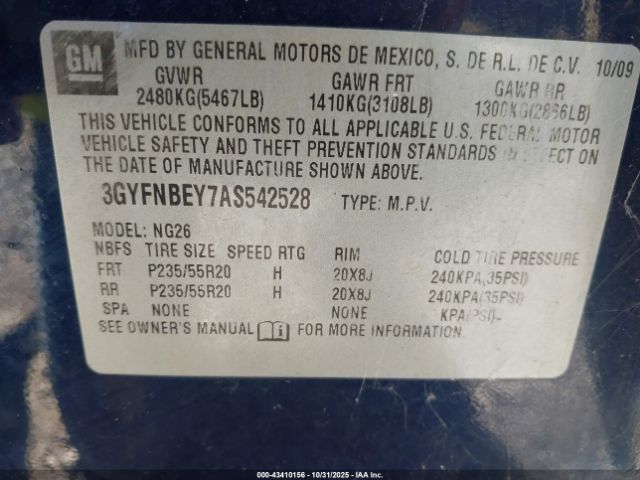 GM
MFD BY GENERAL MOTORS DE MEXICO, S. DE R.L. DE C.V. 10/09
GVWR GAWR FRT GAWR RR
2480KG(5467LB) 1410KG(3108LB) 1300KG(2866LB)
THIS VEHICLE CONFORMS TO ALL APPLICABLE U.S. FEDERAL MOTOR
VEHICLE SAFETY AND THEFT PREVENTION STANDARDS IN EFFECT ON
THE DATE OF MANUFACTURE SHOWN ABOVE.
3GYFNBEY7AS542528 TYPE: M.P.V.
MODEL: NG26
NBFS TIRE SIZE SPEED RTG RIM COLD TIRE PRESSURE
FRT P235/55R20 H 20X8J 240KPA(35PSI)
RR P235/55R20 H 20X8J 240KPA(35PSI)
SPA NONE NONE KPA(PSI)-
SEE OWNER'S MANUAL i FOR MORE INFORMATION.
000-43410156 - 10/31/2025 - IAA Inc.